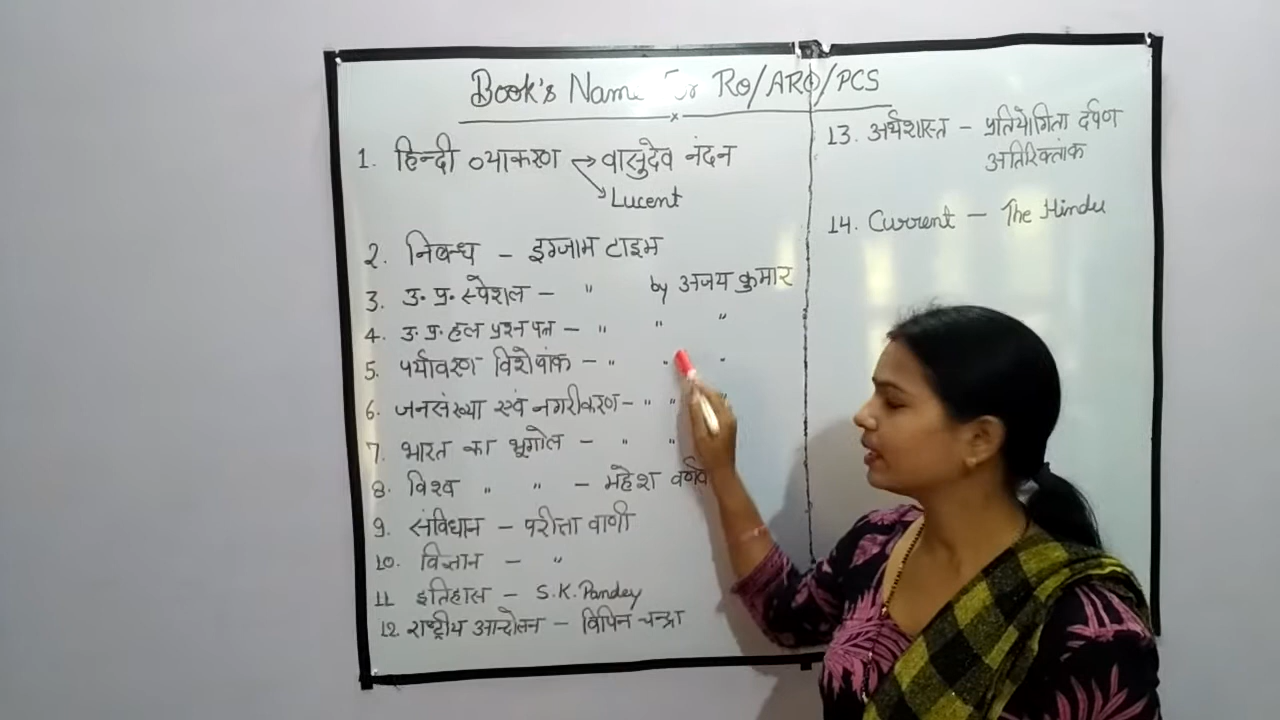 Book's Name For RO/ARO/PCS
1. हिन्दी व्याकरण → वासुदेव नंदन
Lucent
2. निबन्ध - इग्जाम टाइम
3. उ. प्र. स्पेशल - " by अजय कुमार
4. उ. प्र. हल प्रश्न पत्र - " " "
5. पर्यावरण विशेषांक - " " "
6. जनसंख्या एवं नगरीकरण - " " "
7. भारत का भूगोल - " "
8. विश्व " " - महेश
9. संविधान - परीक्षा वाणी
10. विज्ञान - "
11 इतिहास - S.K. Pandey
12. राष्ट्रीय आन्दोलन - विपिन चन्द्रा
13. अर्थशास्त्र - प्रतियोगिता दर्पण
अतिरिक्तांक
14. Current - The Hindu